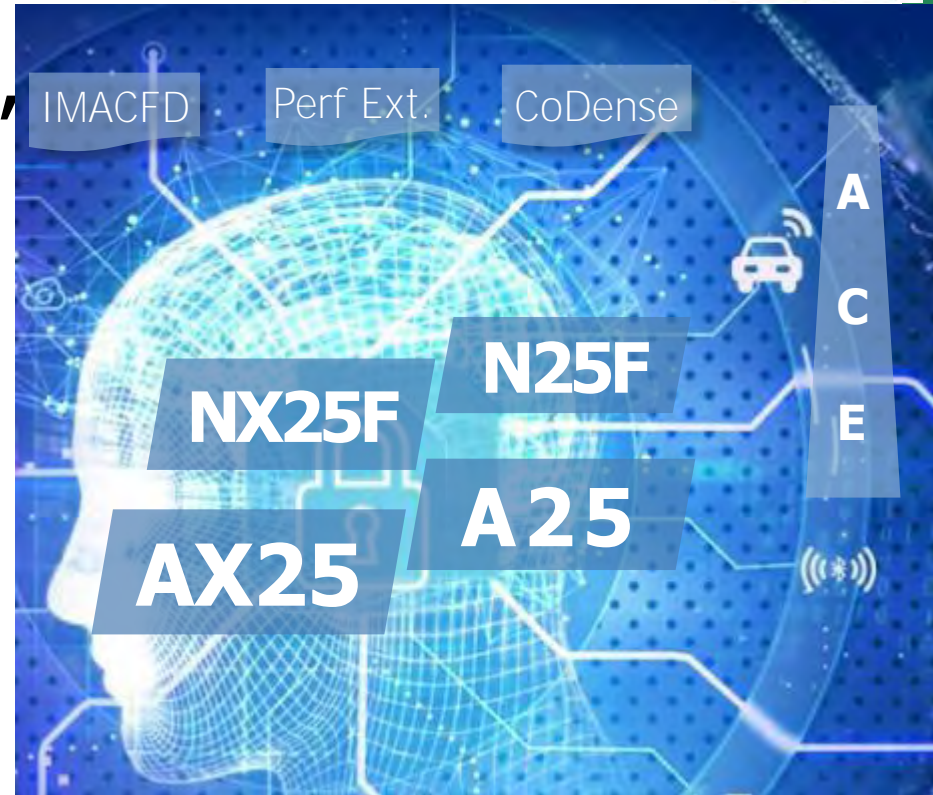 IMACFD
Perf Ext.
CoDense
A
C
E
N25F
NX25F
A25
AX25